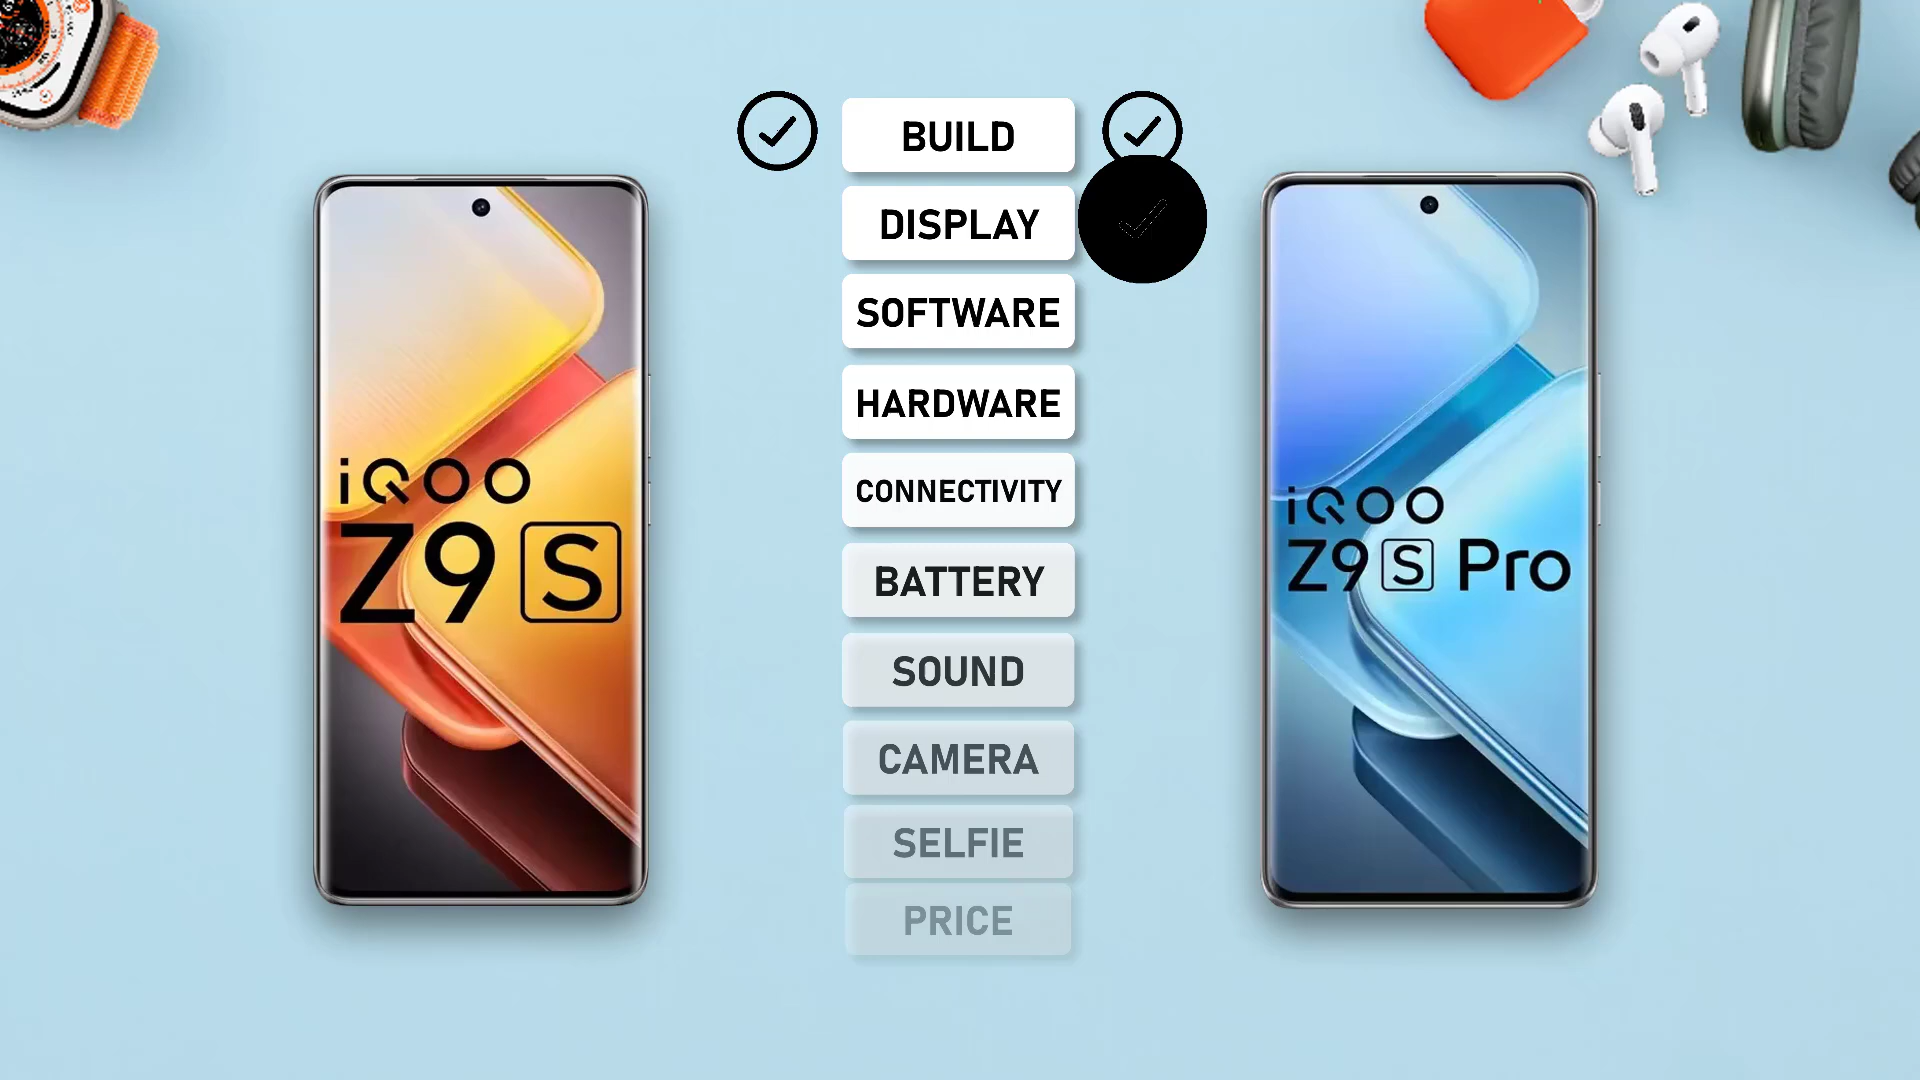 BUILD
DISPLAY
SOFTWARE
HARDWARE
CONNECTIVITY
BATTERY
SOUND
CAMERA
SELFIE
PRICE
iQOO
Z9 S
iQOO
Z9 S Pro